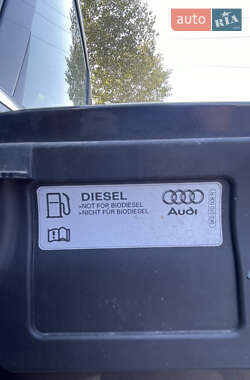 auto RIA
DIESEL
>NOT FOR BIODIESEL
>NICHT FÜR BIODIESEL
Audi